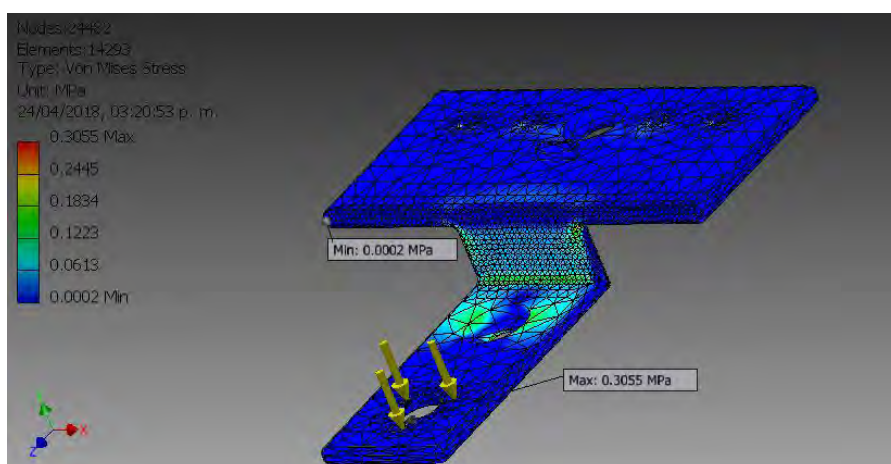 Nodes:24452
Elements:14293
Type: Von Mises Stress
Unit: MPa
24/04/2018, 03:20:53 p. m.
0.3055 Max
0.2445
0.1834
0.1223
0.0613
0.0002 Min
Min: 0.0002 MPa
Max: 0.3055 MPa
X
Z